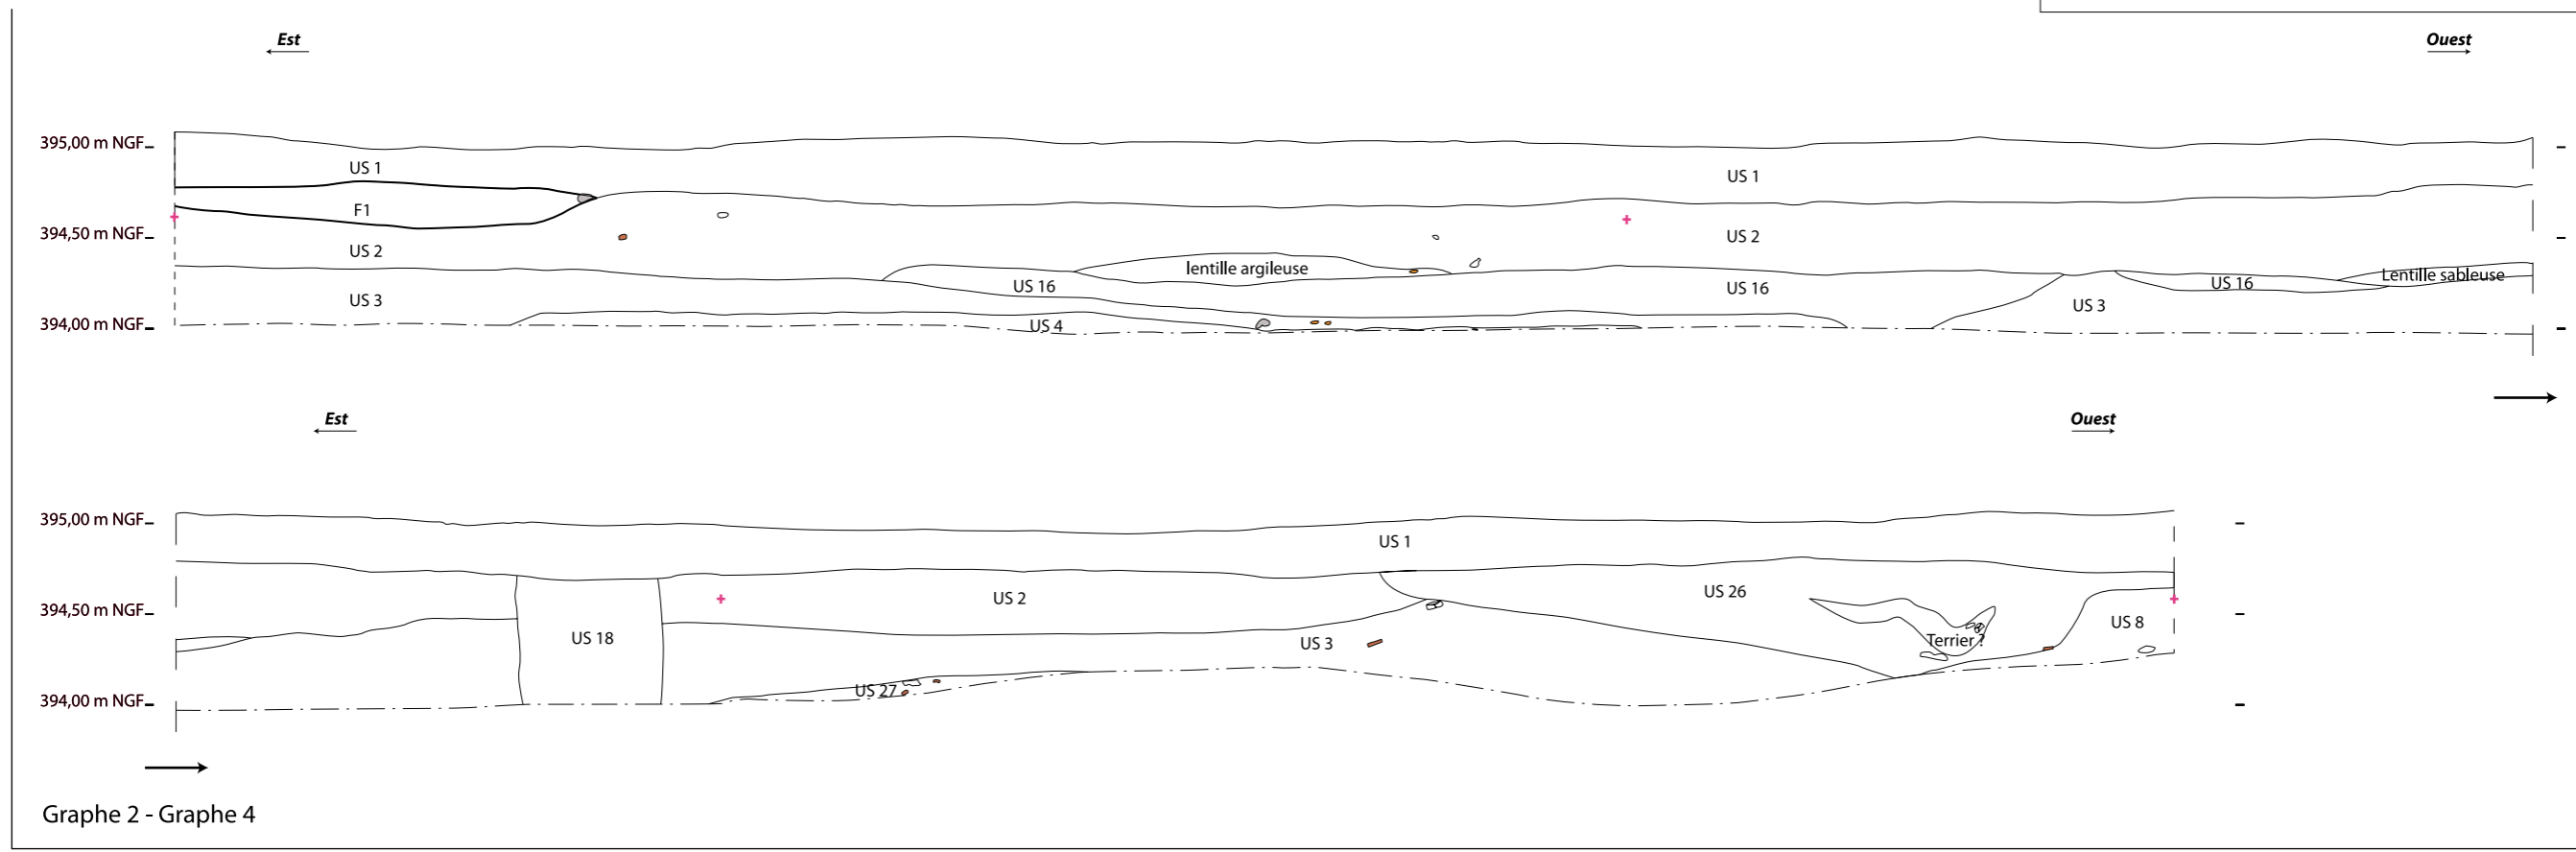 Est
Ouest
395,00 m NGF
US 1
US 1
F1
394,50 m NGF
US 2
US 2
lentille argileuse
Lentille sableuse
US 16
US 16
US 16
US 3
US 3
394,00 m NGF
US 4
Est
Ouest
395,00 m NGF
US 1
US 26
US 2
394,50 m NGF
US 8
US 18
US 3
Terrier ?
US 27
394,00 m NGF
Graphe 2 - Graphe 4